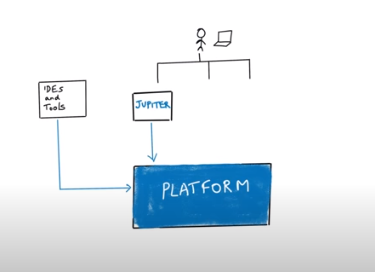 IDEs
and
Tools
JUPITER
PLATFORM